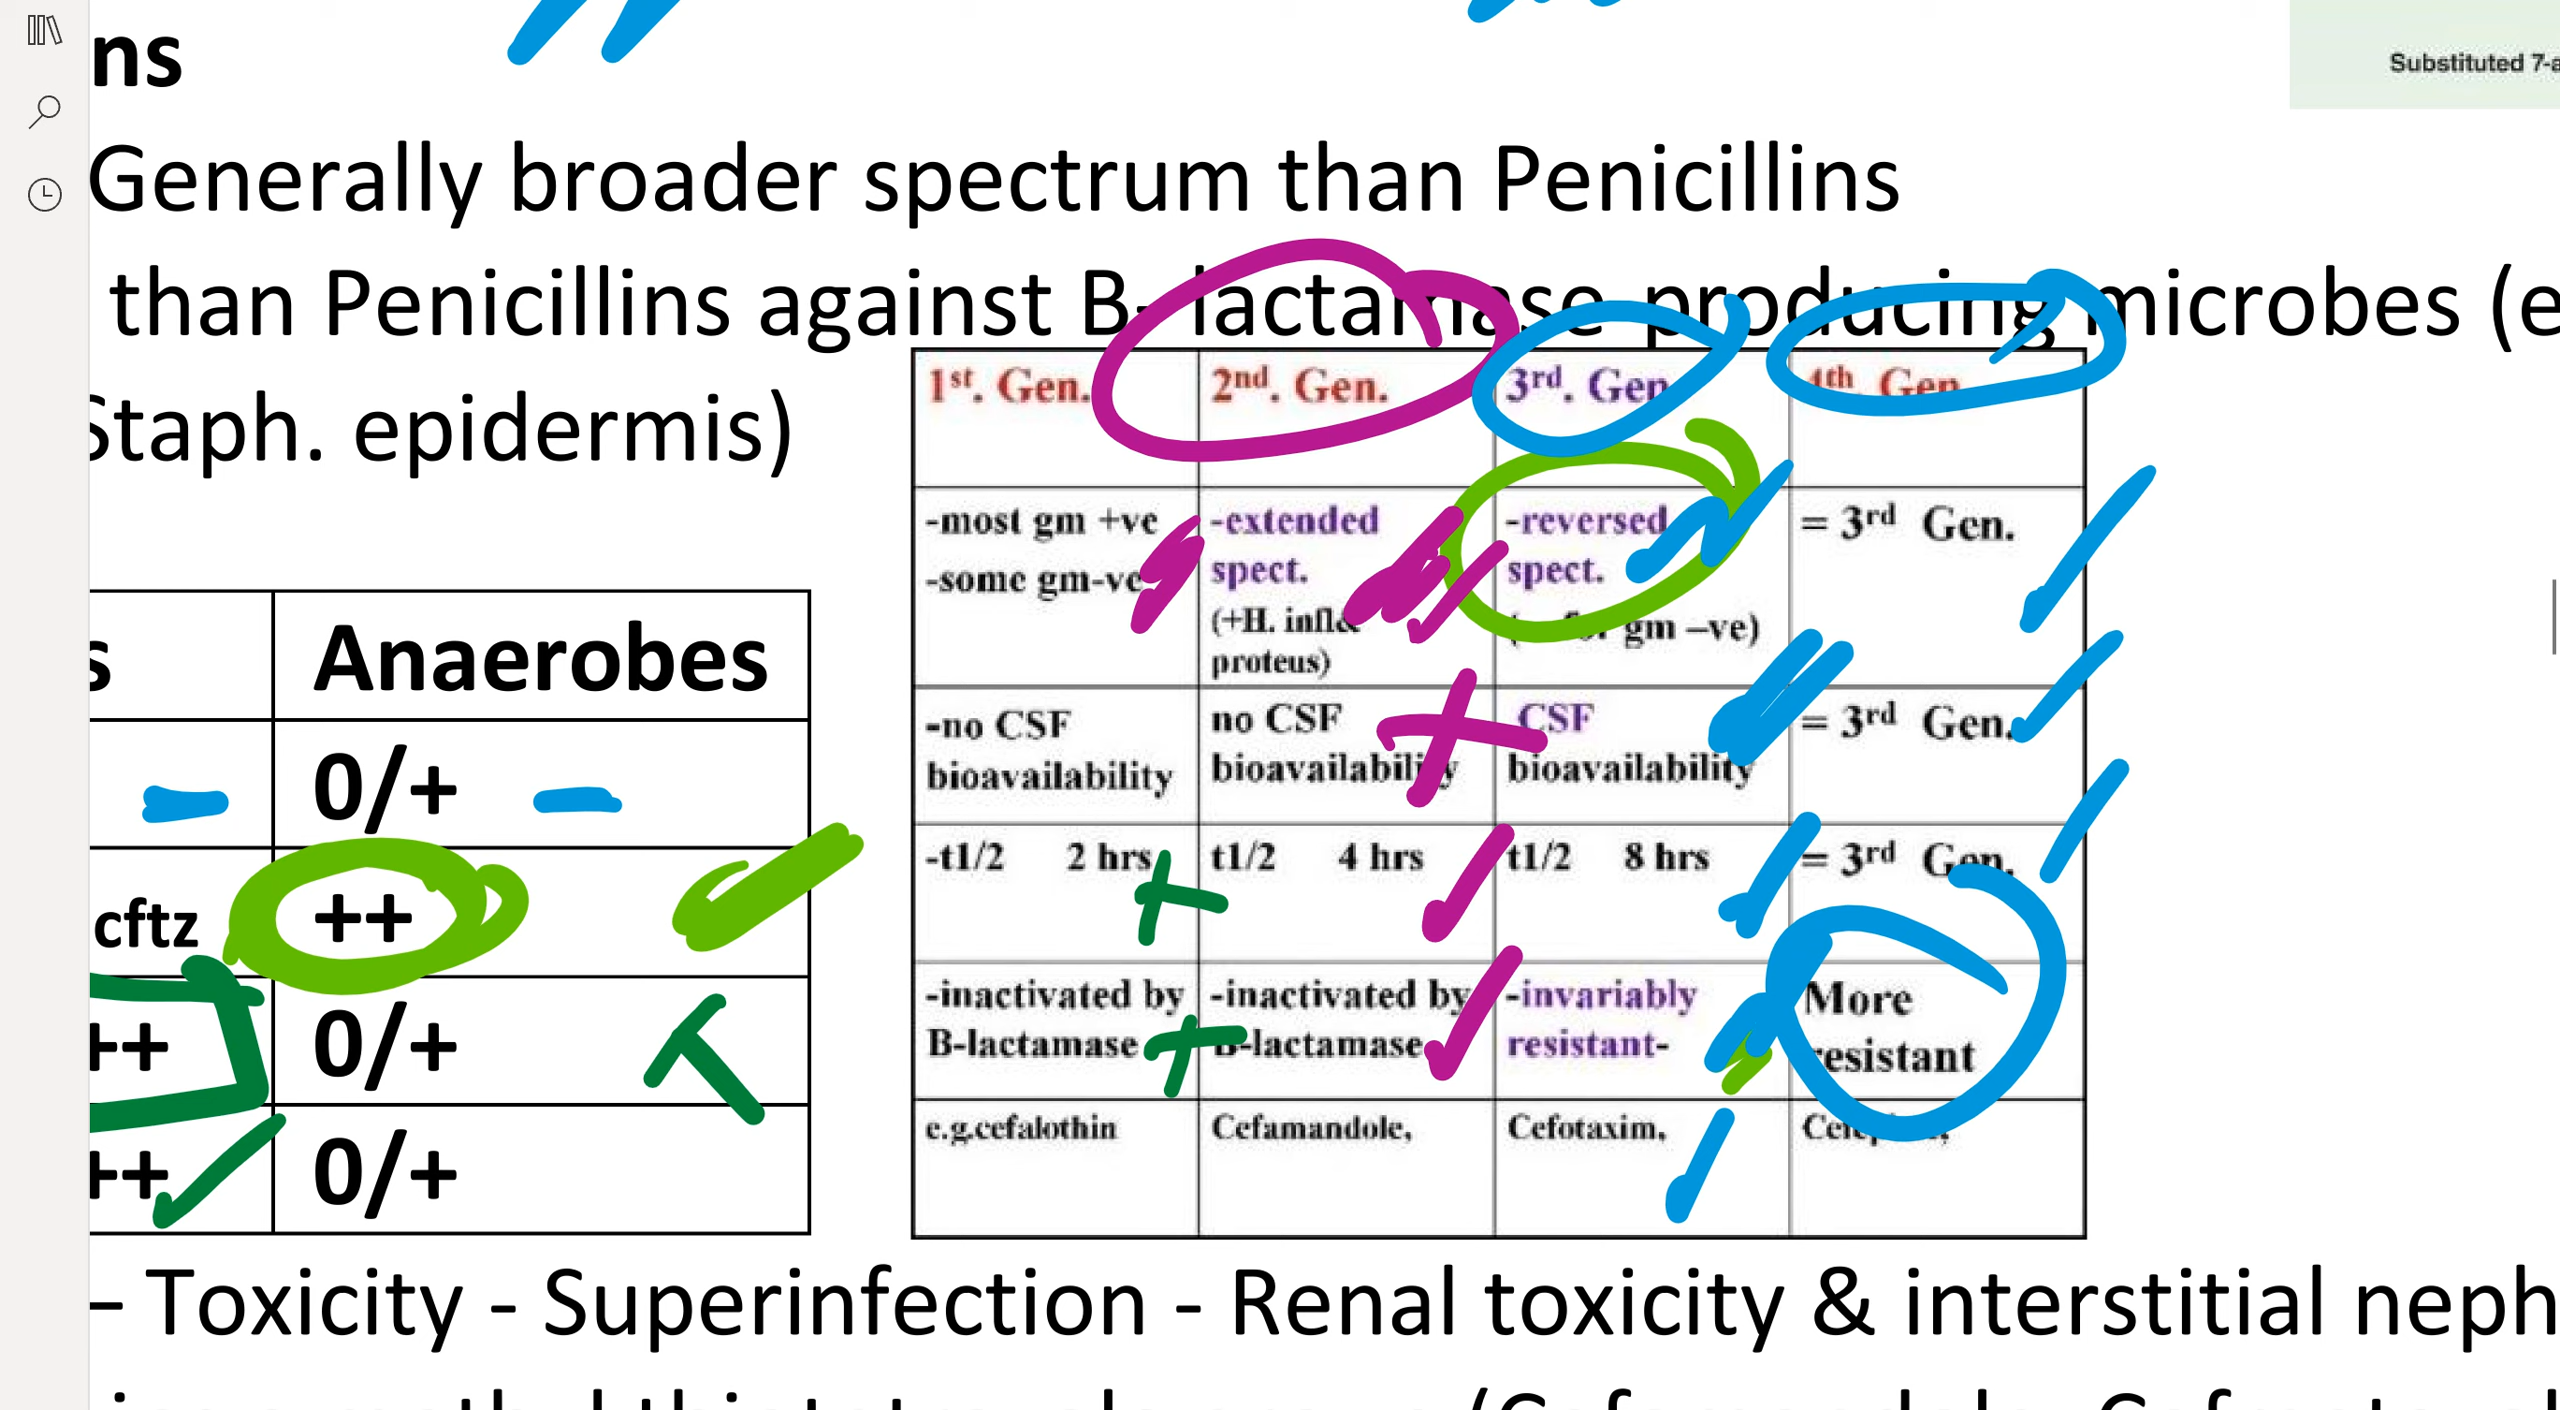 ns
Substituted 7-a
Generally broader spectrum than Penicillins
than Penicillins against B- lactamase producing microbes (e
Staph. epidermis)
s Anaerobes
0/+
cftz ++
++ 0/+
++ 0/+
1st. Gen. 2nd. Gen. 3rd. Gen 4th Gen
-most gm +ve
-some gm-ve
-extended
spect.
(+H. infl
proteus)
-reversed
spect.
gm –ve)
= 3rd Gen.
-no CSF
bioavailability
no CSF
bioavailability
CSF
bioavailability
= 3rd Gen.
-t1/2 2 hrs
t1/2 4 hrs
t1/2 8 hrs
= 3rd Gen.
-inactivated by
B-lactamase
-inactivated by
B-lactamase
-invariably
resistant-
More
resistant
e.g.cefalothin
Cefamandole,
Cefotaxim,
– Toxicity - Superinfection - Renal toxicity & interstitial neph